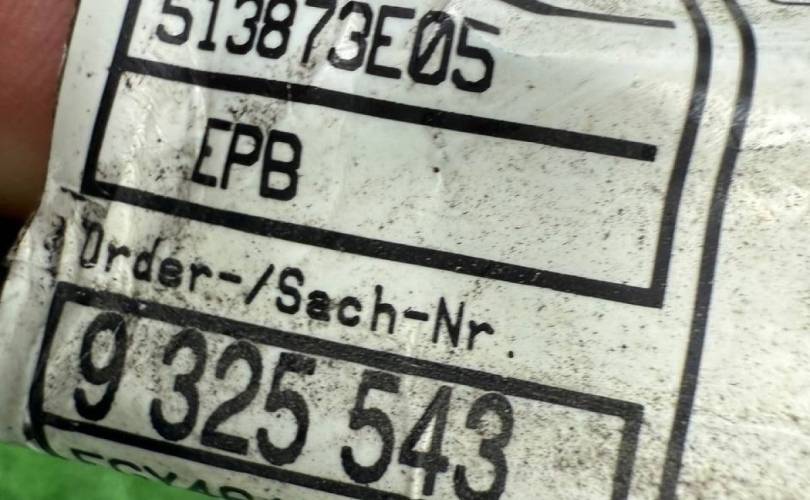 513873E05
EPB
Order-/Sach-Nr.
9 325 543